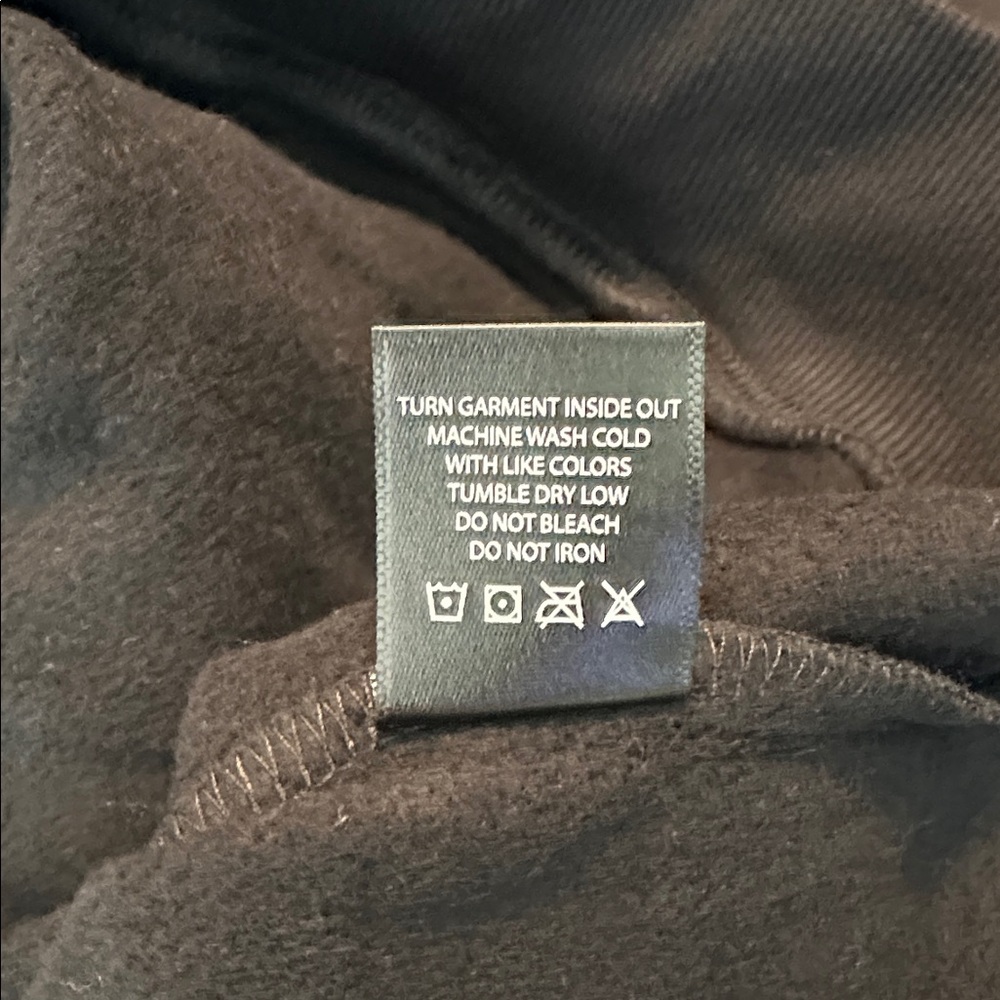 TURN GARMENT INSIDE OUT
MACHINE WASH COLD
WITH LIKE COLORS
TUMBLE DRY LOW
DO NOT BLEACH
DO NOT IRON